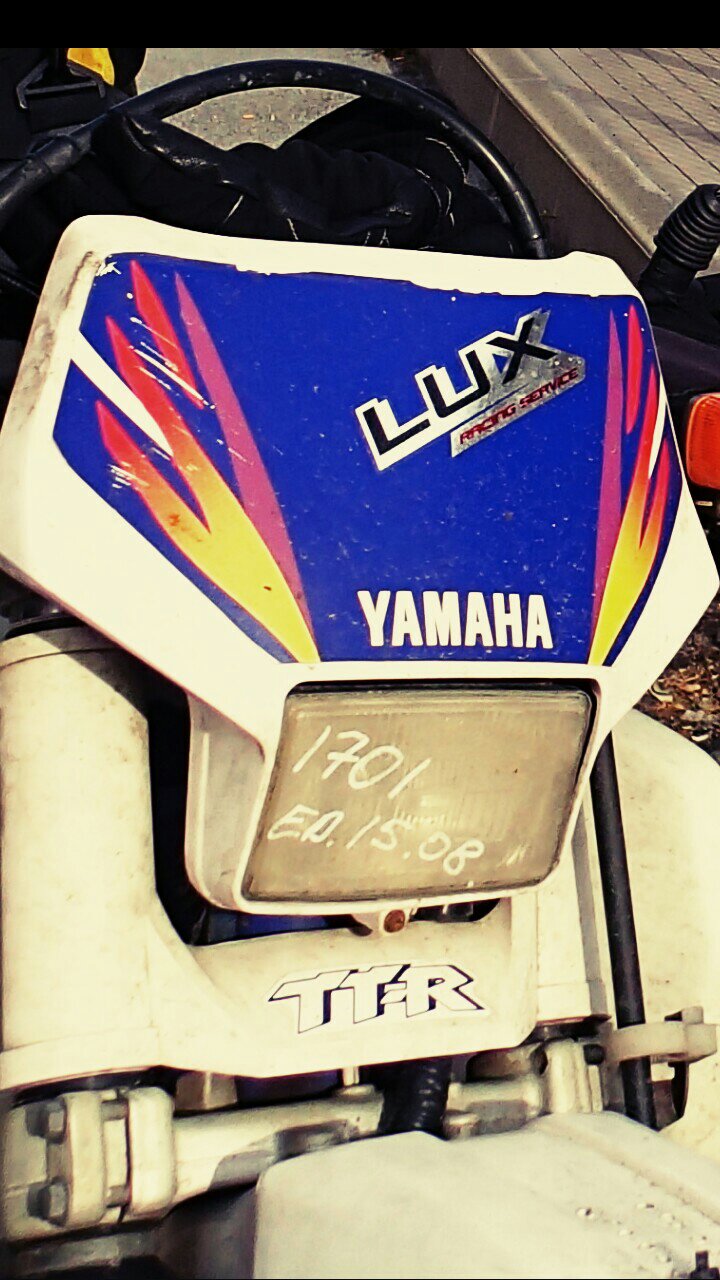 LUX
RACING SERVICE
YAMAHA
1701
E.D. 15.08
TT-R